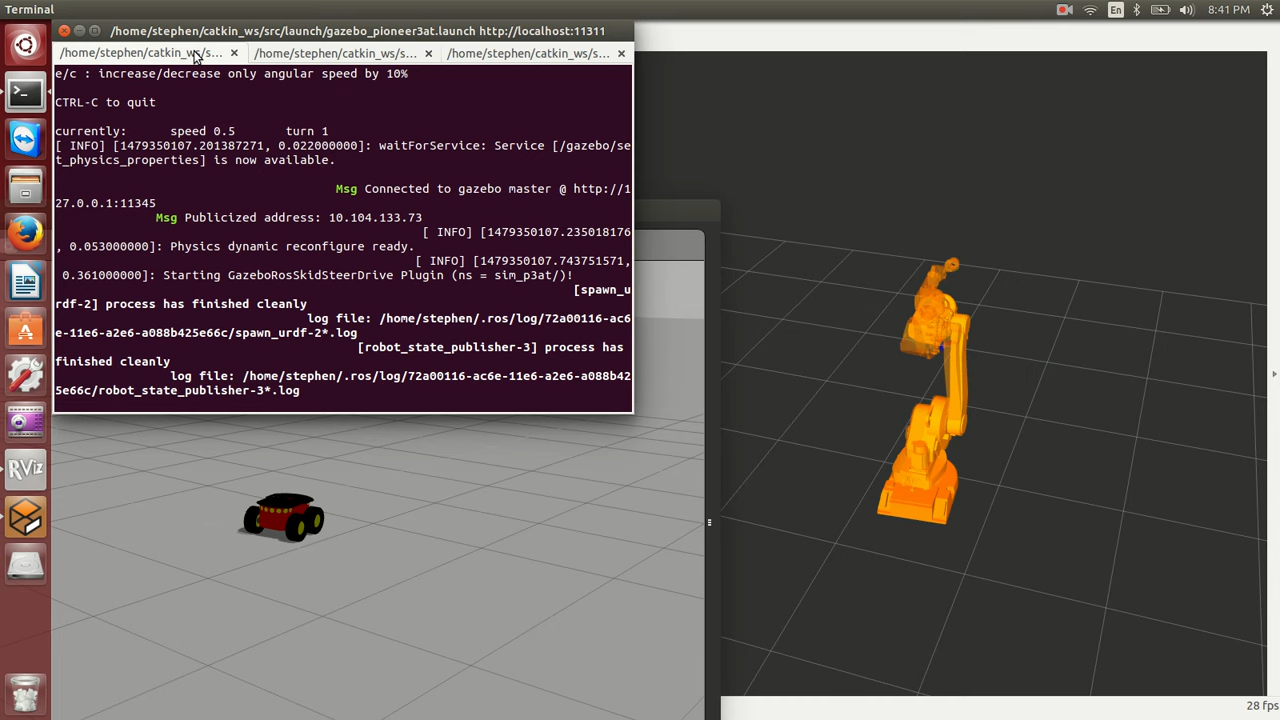 Terminal
En
8:41 PM
/home/stephen/catkin_ws/src/launch/gazebo_pioneer3at.launch http://localhost:11311
/home/stephen/catkin_ws/s... /home/stephen/catkin_ws/s... /home/stephen/catkin_ws/s...
e/c : increase/decrease only angular speed by 10%
CTRL-C to quit
currently: speed 0.5 turn 1
[ INFO] [1479350107.201387271, 0.022000000]: waitForService: Service [/gazebo/se
t_physics_properties] is now available.
Msg Connected to gazebo master @ http://1
27.0.0.1:11345
Msg Publicized address: 10.104.133.73
[ INFO] [1479350107.235018176
, 0.053000000]: Physics dynamic reconfigure ready.
[ INFO] [1479350107.743751571,
0.361000000]: Starting GazeboRosSkidSteerDrive Plugin (ns = sim_p3at/)!
[spawn_u
rdf-2] process has finished cleanly
log file: /home/stephen/.ros/log/72a00116-ac6
e-11e6-a2e6-a088b425e66c/spawn_urdf-2*.log
[robot_state_publisher-3] process has
finished cleanly
log file: /home/stephen/.ros/log/72a00116-ac6e-11e6-a2e6-a088b42
5e66c/robot_state_publisher-3*.log
RViz
28 fps